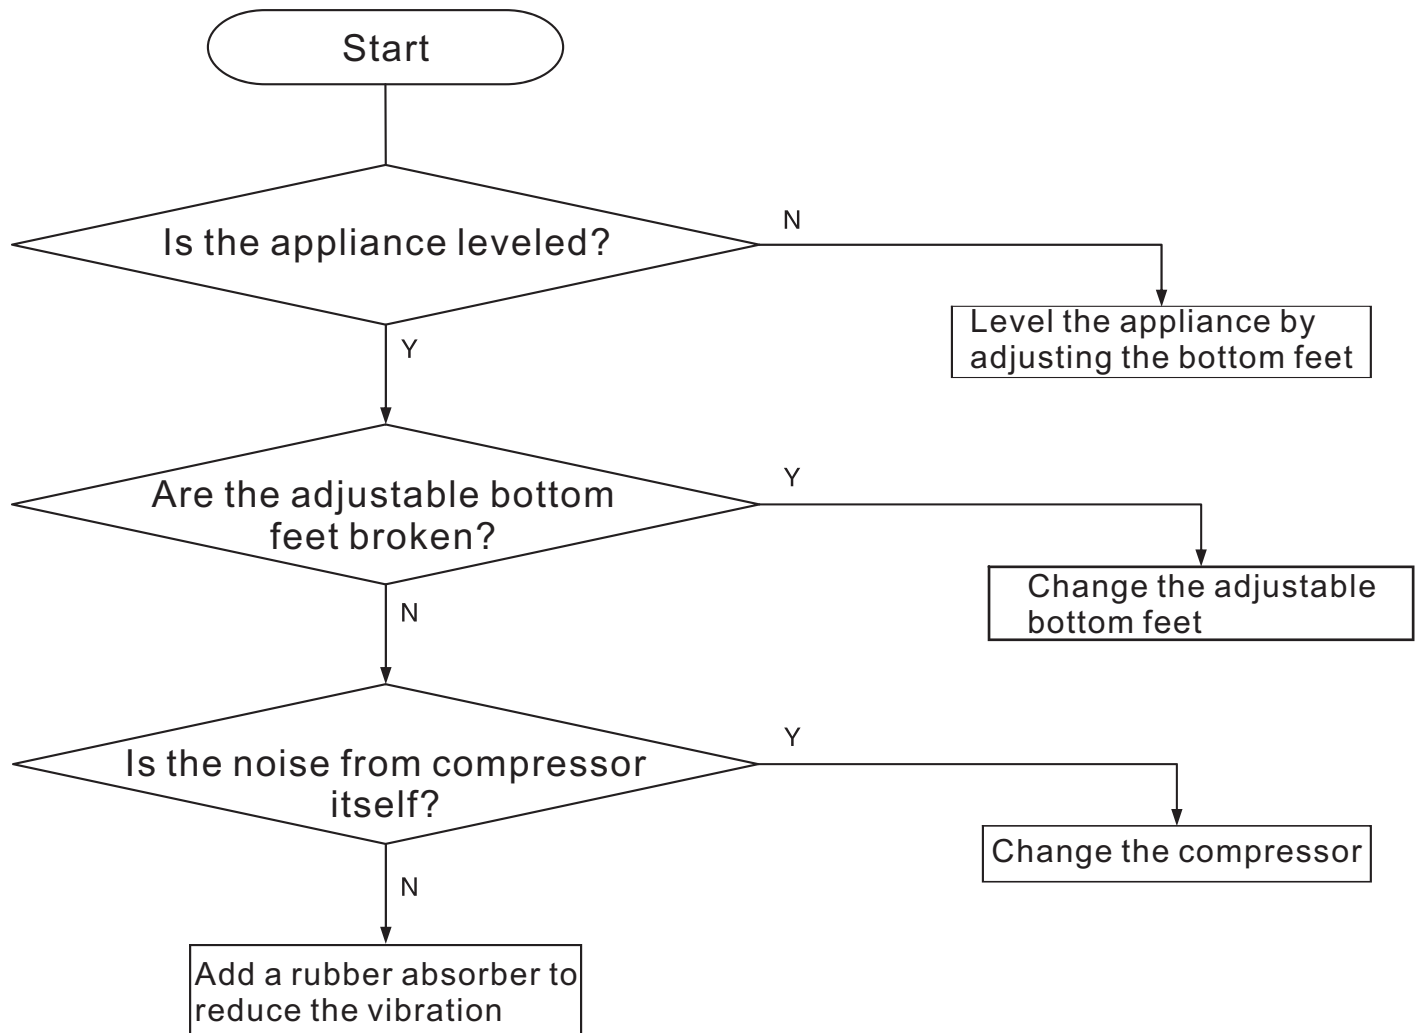 Start
Is the appliance leveled?
N
Level the appliance by
adjusting the bottom feet
Y
Are the adjustable bottom
feet broken?
Y
Change the adjustable
bottom feet
N
Is the noise from compressor
itself?
Y
Change the compressor
N
Add a rubber absorber to
reduce the vibration